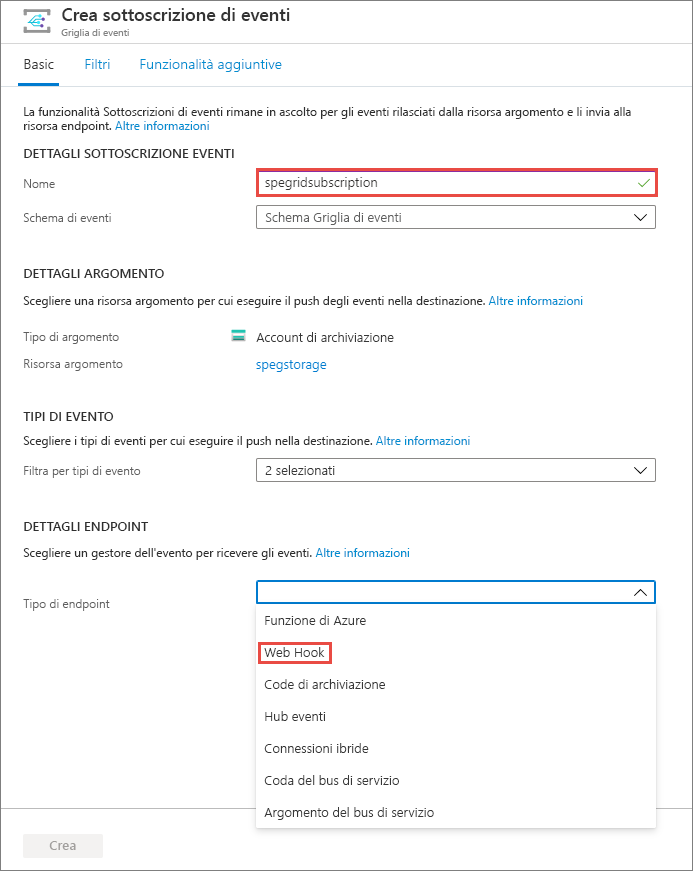 Crea sottoscrizione di eventi
Griglia di eventi
Basic Filtri Funzionalità aggiuntive
La funzionalità Sottoscrizioni di eventi rimane in ascolto per gli eventi rilasciati dalla risorsa argomento e li invia alla
risorsa endpoint. Altre informazioni
DETTAGLI SOTTOSCRIZIONE EVENTI
Nome spegridsubscription
Schema di eventi Schema Griglia di eventi
DETTAGLI ARGOMENTO
Scegliere una risorsa argomento per cui eseguire il push degli eventi nella destinazione. Altre informazioni
Tipo di argomento Account di archiviazione
Risorsa argomento spegstorage
TIPI DI EVENTO
Scegliere i tipi di eventi per cui eseguire il push nella destinazione. Altre informazioni
Filtra per tipi di evento 2 selezionati
DETTAGLI ENDPOINT
Scegliere un gestore dell'evento per ricevere gli eventi. Altre informazioni
Tipo di endpoint
Funzione di Azure
Web Hook
Code di archiviazione
Hub eventi
Connessioni ibride
Coda del bus di servizio
Argomento del bus di servizio
Crea